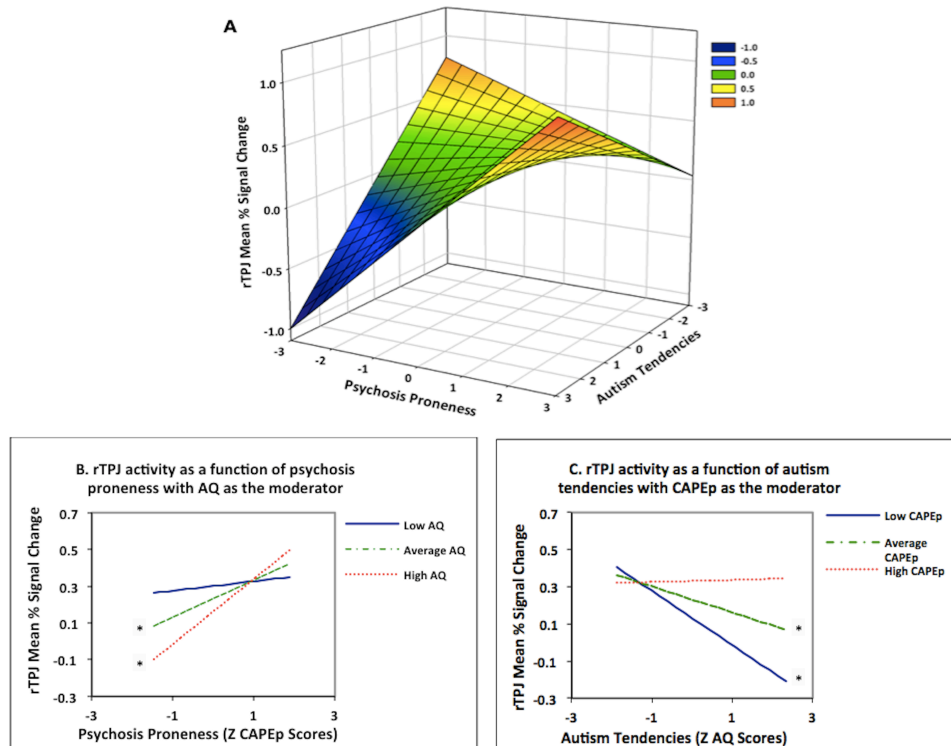 A
-1.0
-0.5
0.0
0.5
1.0
rTPJ Mean % Signal Change
1.0
0.5
0.0
-0.5
-1.0
-3
-2
-1
0
1
2
3
Psychosis Proneness
3
2
1
0
-1
-2
-3
Autism Tendencies
B. rTPJ activity as a function of psychosis
proneness with AQ as the moderator
rTPJ Mean % Signal Change
0.7
0.5
0.3
0.1
-0.1
-0.3
*
*
-3
-1
1
3
Psychosis Proneness (Z CAPEp Scores)
Low AQ
Average AQ
High AQ
C. rTPJ activity as a function of autism
tendencies with CAPEp as the moderator
rTPJ Mean % Signal Change
0.7
0.5
0.3
0.1
-0.1
-0.3
*
*
-3
-1
1
3
Autism Tendencies (Z AQ Scores)
Low CAPEp
Average
CAPEp
High CAPEp